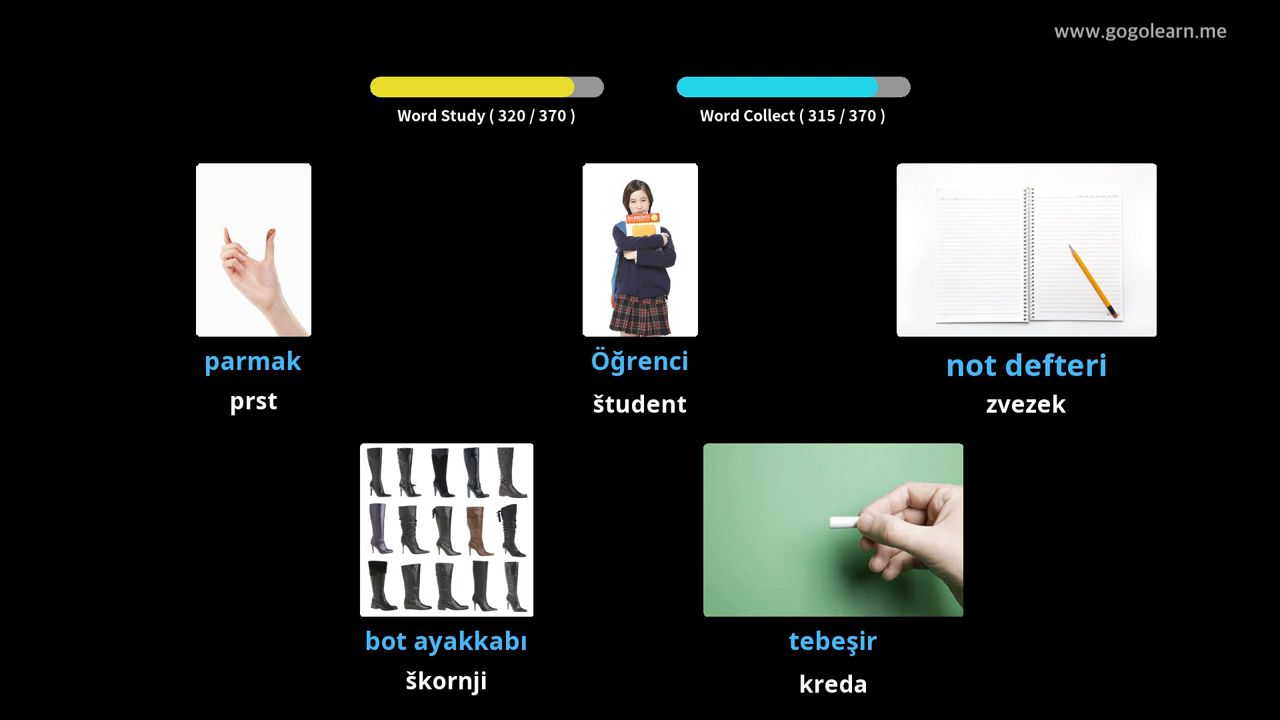 www.gogolearn.me
Word Study ( 320 / 370 )
Word Collect ( 315 / 370 )
BARRON'S
parmak
prst
Öğrenci
študent
not defteri
zvezek
bot ayakkabı
škornji
tebeşir
kreda